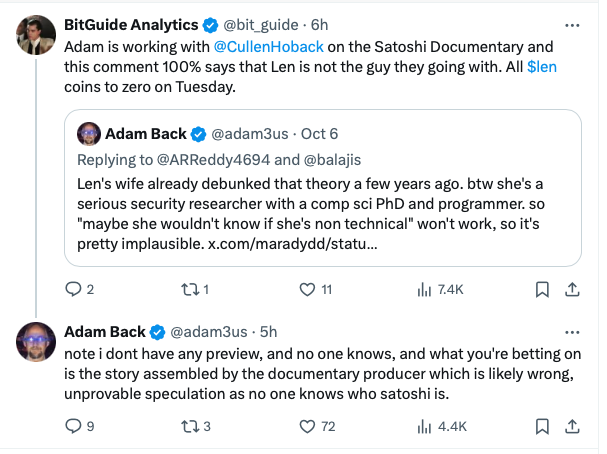 BitGuide Analytics @bit_guide · 6h
Adam is working with @CullenHoback on the Satoshi Documentary and
this comment 100% says that Len is not the guy they going with. All $len
coins to zero on Tuesday.
Adam Back @adam3us · Oct 6
Replying to @ARReddy4694 and @balajis
Len's wife already debunked that theory a few years ago. btw she's a
serious security researcher with a comp sci PhD and programmer. so
"maybe she wouldn't know if she's non technical" won't work, so it's
pretty implausible. x.com/maradydd/statu...
2 1 11 7.4K
Adam Back @adam3us · 5h
note i dont have any preview, and no one knows, and what you're betting on
is the story assembled by the documentary producer which is likely wrong,
unprovable speculation as no one knows who satoshi is.
9 3 72 4.4K